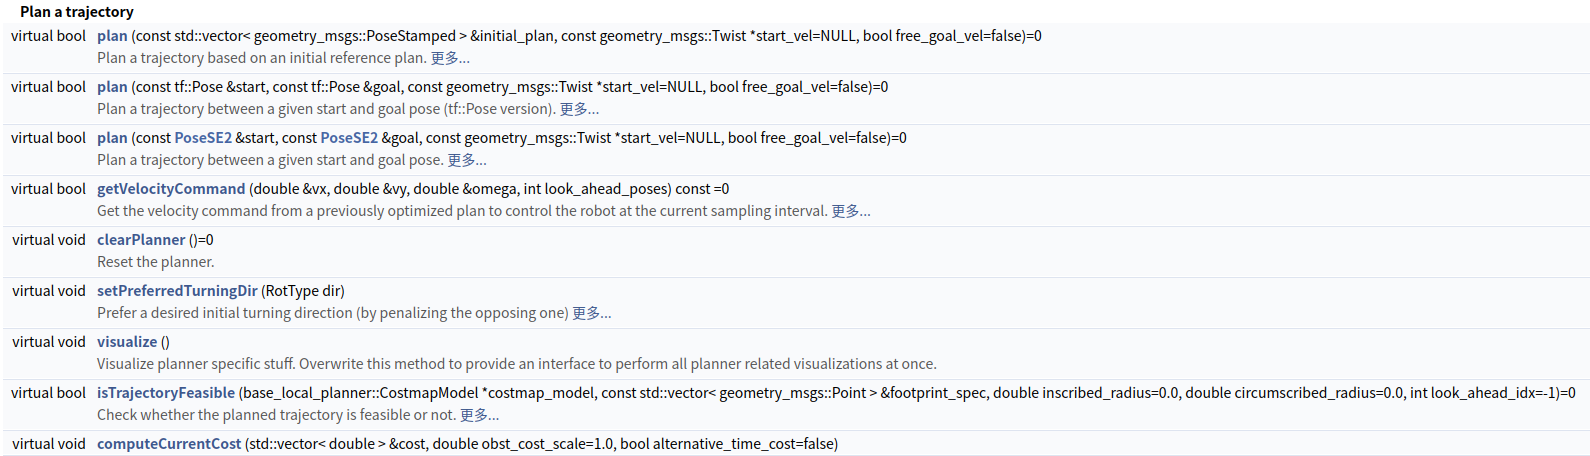 Plan a trajectory
virtual bool plan (const std::vector< geometry_msgs::PoseStamped > &initial_plan, const geometry_msgs::Twist *start_vel=NULL, bool free_goal_vel=false)=0
Plan a trajectory based on an initial reference plan. 更多...
virtual bool plan (const tf::Pose &start, const tf::Pose &goal, const geometry_msgs::Twist *start_vel=NULL, bool free_goal_vel=false)=0
Plan a trajectory between a given start and goal pose (tf::Pose version). 更多...
virtual bool plan (const PoseSE2 &start, const PoseSE2 &goal, const geometry_msgs::Twist *start_vel=NULL, bool free_goal_vel=false)=0
Plan a trajectory between a given start and goal pose. 更多...
virtual bool getVelocityCommand (double &vx, double &vy, double &omega, int look_ahead_poses) const =0
Get the velocity command from a previously optimized plan to control the robot at the current sampling interval. 更多...
virtual void clearPlanner ()=0
Reset the planner.
virtual void setPreferredTurningDir (RotType dir)
Prefer a desired initial turning direction (by penalizing the opposing one) 更多...
virtual void visualize ()
Visualize planner specific stuff. Overwrite this method to provide an interface to perform all planner related visualizations at once.
virtual bool isTrajectoryFeasible (base_local_planner::CostmapModel *costmap_model, const std::vector< geometry_msgs::Point > &footprint_spec, double inscribed_radius=0.0, double circumscribed_radius=0.0, int look_ahead_idx=-1)=0
Check whether the planned trajectory is feasible or not. 更多...
virtual void computeCurrentCost (std::vector< double > &cost, double obst_cost_scale=1.0, bool alternative_time_cost=false)